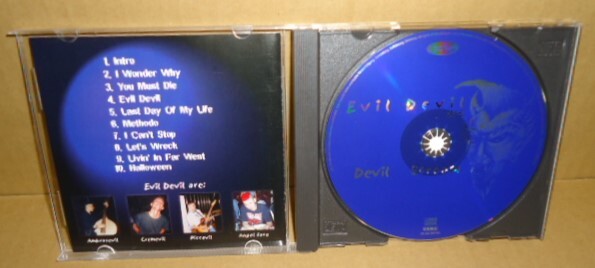 1. Intro
2. I Wonder Why
3. You Must Die
4. Evil Devil
5. Last Day Of My Life
6. Methode
7. I Can't Stop
8. Let's Wreck
9. Livin' In Far West
10. Halloween
Evil Devil are:
Evil Devil
Devil